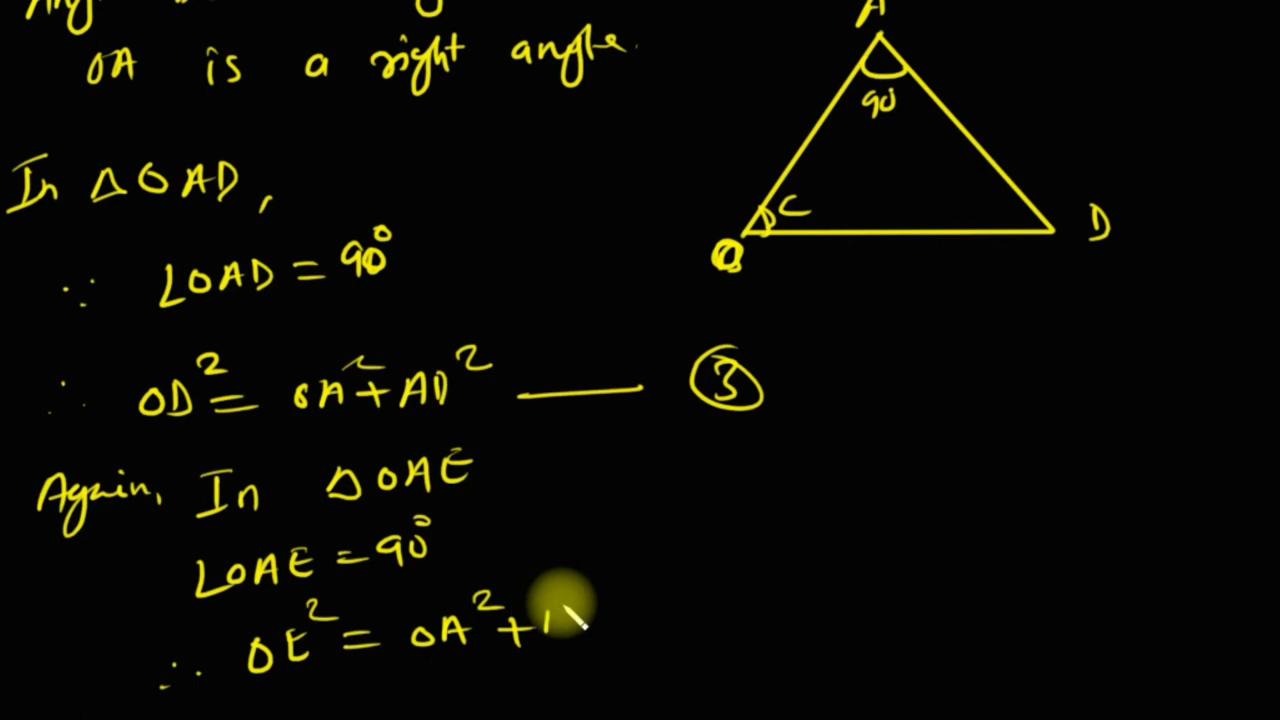 OA is a right angle.
In △OAD,
∵ ∠OAD = 90°
∴ OD² = OA² + AD² —— ③
Again, In △OAE
∠OAE = 90°
∴ OE² = OA² +
A
90°
C
O
D